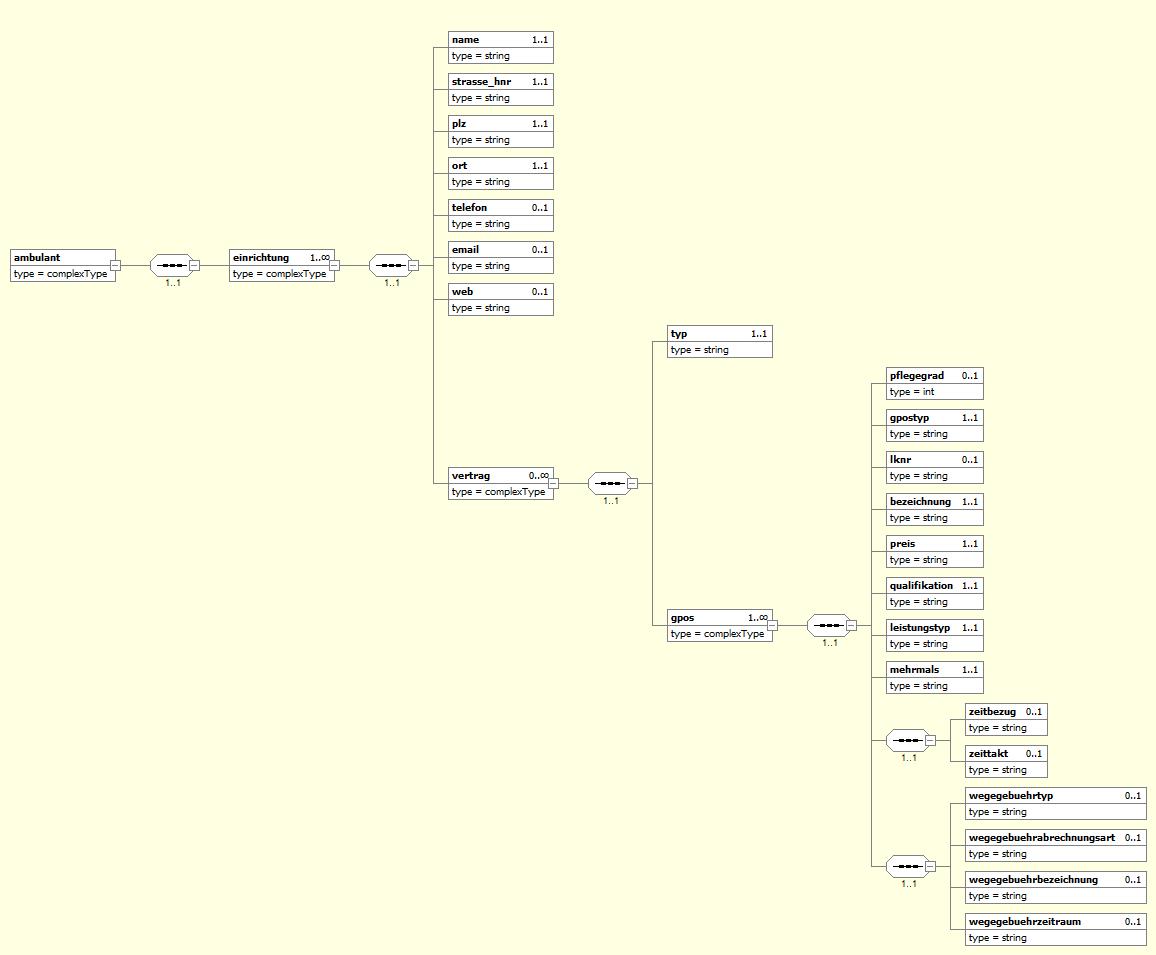 name 1..1
type = string
strasse_hnr 1..1
type = string
plz 1..1
type = string
ort 1..1
type = string
telefon 0..1
type = string
email 0..1
type = string
web 0..1
type = string
ambulant
type = complexType
1..1
einrichtung 1..∞
type = complexType
1..1
vertrag 0..∞
type = complexType
1..1
typ 1..1
type = string
gpos 1..∞
type = complexType
1..1
pflegegrad 0..1
type = int
gpostyp 1..1
type = string
lknr 0..1
type = string
bezeichnung 1..1
type = string
preis 1..1
type = string
qualifikation 1..1
type = string
leistungstyp 1..1
type = string
mehrmals 1..1
type = string
1..1
zeitbezug 0..1
type = string
zeittakt 0..1
type = string
1..1
wegegebuehrtyp 0..1
type = string
wegegebuehrabrechnungsart 0..1
type = string
wegegebuehrbezeichnung 0..1
type = string
wegegebuehrzeitraum 0..1
type = string